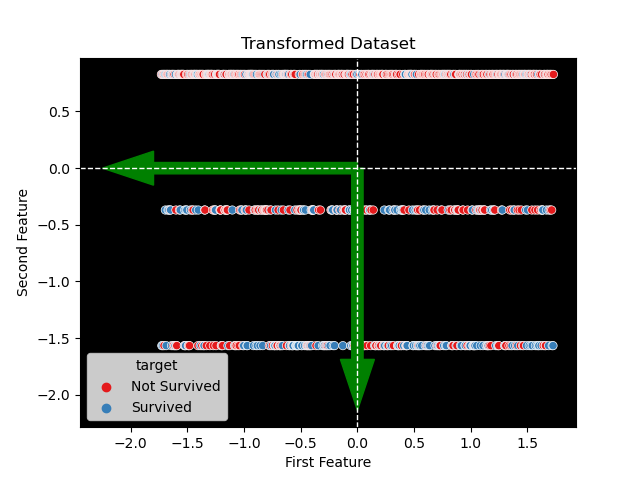 Transformed Dataset
Second Feature
0.5
0.0
−0.5
−1.0
−1.5
−2.0
target
Not Survived
Survived
−2.0 −1.5 −1.0 −0.5 0.0 0.5 1.0 1.5
First Feature